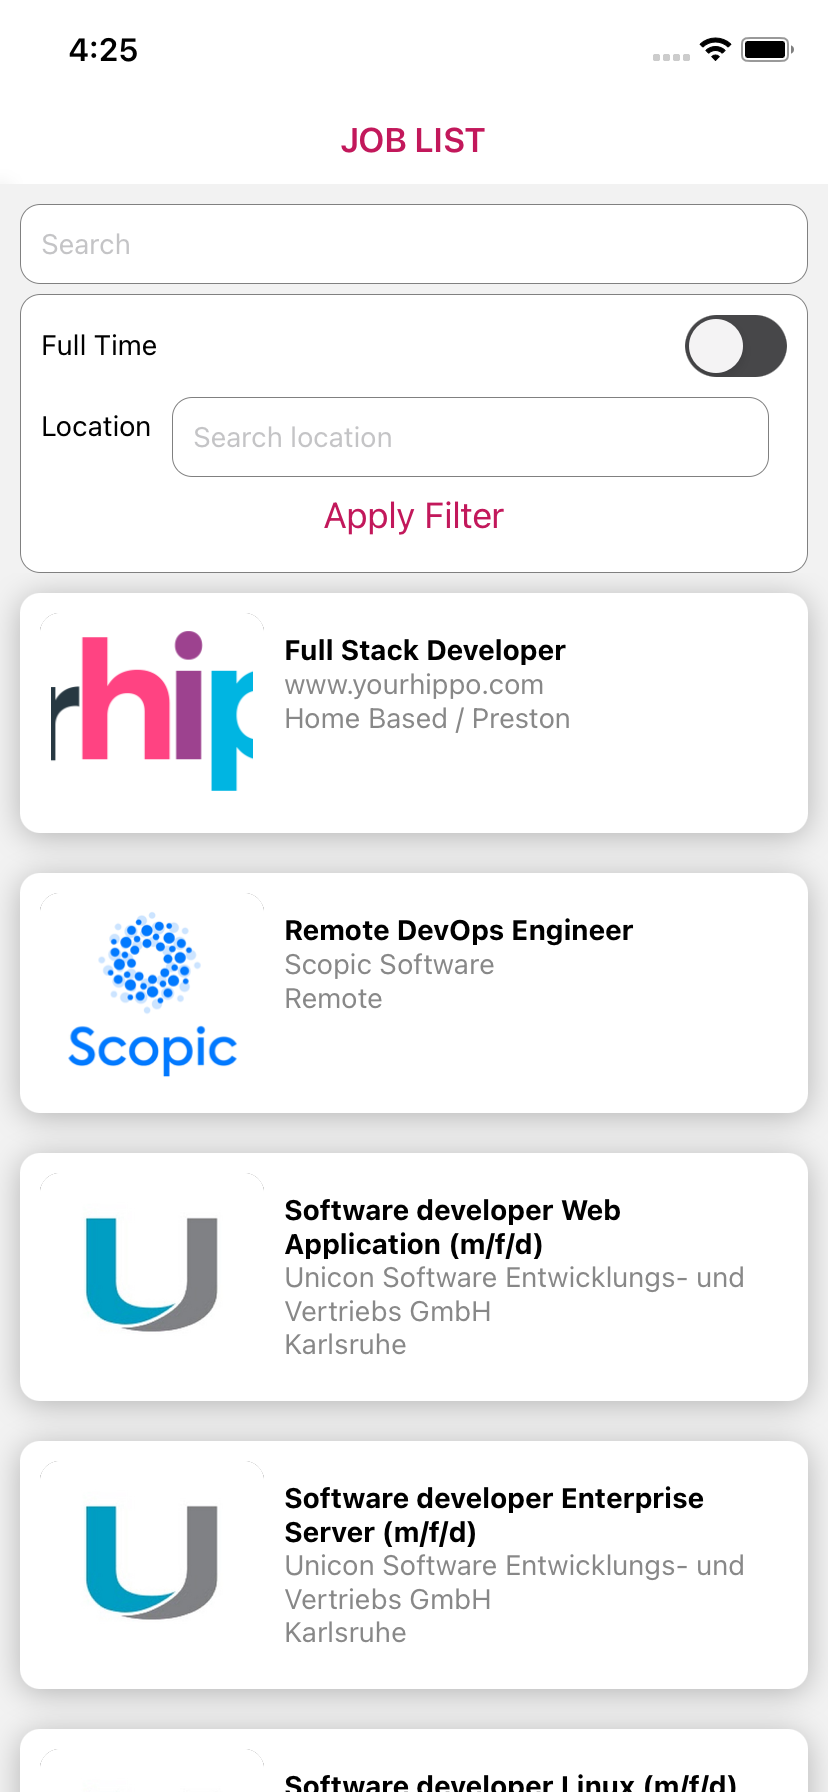 4:25
JOB LIST
Search
Full Time
Location
Search location
Apply Filter
rhip
Full Stack Developer
www.yourhippo.com
Home Based / Preston
Scopic
Remote DevOps Engineer
Scopic Software
Remote
Software developer Web
Application (m/f/d)
Unicon Software Entwicklungs- und
Vertriebs GmbH
Karlsruhe
Software developer Enterprise
Server (m/f/d)
Unicon Software Entwicklungs- und
Vertriebs GmbH
Karlsruhe
Software developer Linux (m/f/d)